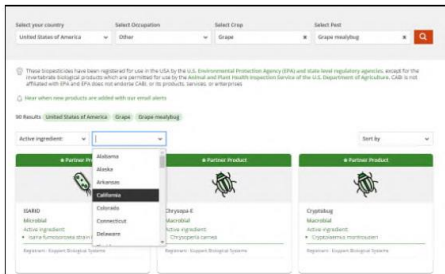 Select your country Select Occupation Select Crop Select Pest
United States of America Other Grape Grape mealybug
These biopesticides have been registered for use in the USA by the U.S. Environmental Protection Agency (EPA) and state level regulatory agencies, except for the
invertebrate biological products which are permitted for use by the Animal and Plant Health Inspection Service of the U.S. Department of Agriculture. CABI is not
affiliated with EPA and EPA does not endorse CABI, or its products, services, or enterprises
Hear when new products are added with our email alerts
90 Results United States of America Grape Grape mealybug
Active ingredient Sort by
Partner Pr Partner Product Partner Product
Alabama
Alaska
Arkansas
California
Colorado
Connecticut
Delaware
ISARID Chrysopa-E Cryptobug
Microbial Macrobial Macrobial
Active ingredient: Active ingredient: Active ingredient:
Isaria fumosorosea strain Chrysoperla carnea Cryptolaemus montrouzieri
Registrant : Koppert Biological Systems Registrant : Koppert Biological Systems Registrant : Koppert Biological Systems